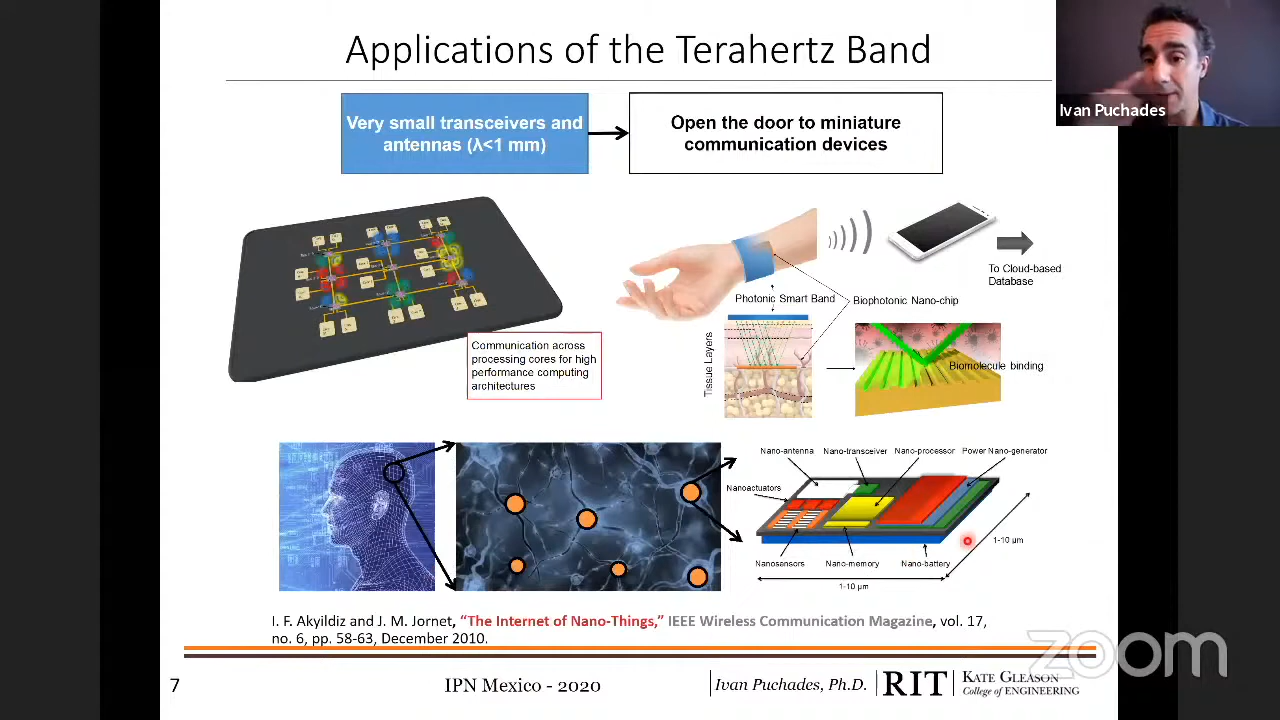 Applications of the Terahertz Band
Ivan Puchades
Very small transceivers and
antennas (λ<1 mm)
Open the door to miniature
communication devices
Communication across
processing cores for high
performance computing
architectures
To Cloud-based
Database
Photonic Smart Band
Biophotonic Nano-chip
Tissue Layers
Biomolecule binding
Nano-antenna
Nano-transceiver
Nano-processor
Power Nano-generator
Nanoactuators
1-10 μm
Nanosensors
Nano-memory
Nano-battery
1-10 μm
I. F. Akyildiz and J. M. Jornet, “The Internet of Nano-Things,” IEEE Wireless Communication Magazine, vol. 17,
no. 6, pp. 58-63, December 2010.
zoom
7
IPN Mexico - 2020
Ivan Puchades, Ph.D.
RIT
KATE GLEASON
College of ENGINEERING